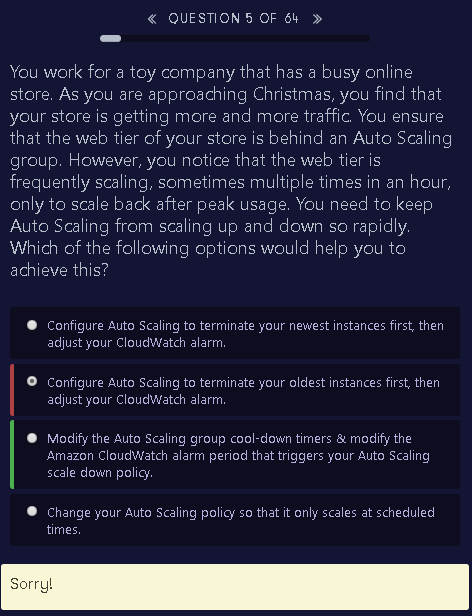 « QUESTION 5 OF 64 »
You work for a toy company that has a busy online
store. As you are approaching Christmas, you find that
your store is getting more and more traffic. You ensure
that the web tier of your store is behind an Auto Scaling
group. However, you notice that the web tier is
frequently scaling, sometimes multiple times in an hour,
only to scale back after peak usage. You need to keep
Auto Scaling from scaling up and down so rapidly.
Which of the following options would help you to
achieve this?
Configure Auto Scaling to terminate your newest instances first, then
adjust your CloudWatch alarm.
Configure Auto Scaling to terminate your oldest instances first, then
adjust your CloudWatch alarm.
Modify the Auto Scaling group cool-down timers & modify the
Amazon CloudWatch alarm period that triggers your Auto Scaling
scale down policy.
Change your Auto Scaling policy so that it only scales at scheduled
times.
Sorry!